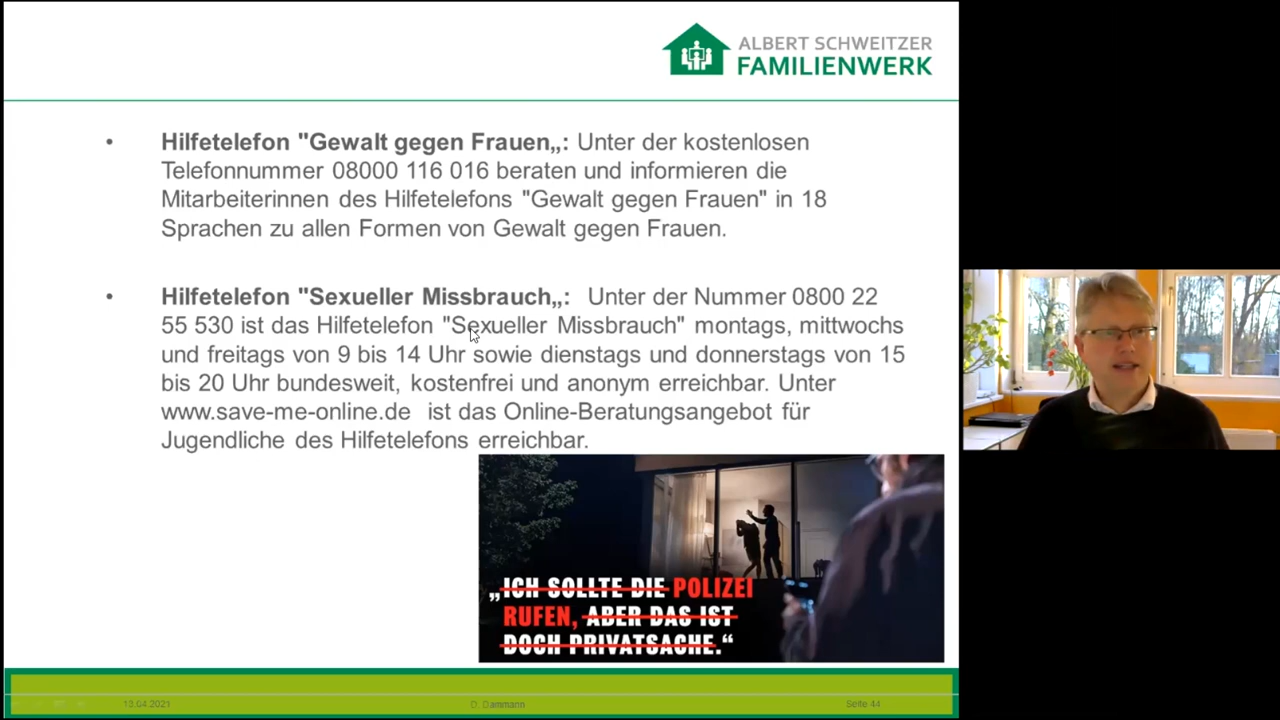 ALBERT SCHWEITZER
FAMILIENWERK
• Hilfetelefon "Gewalt gegen Frauen„: Unter der kostenlosen
Telefonnummer 08000 116 016 beraten und informieren die
Mitarbeiterinnen des Hilfetelefons "Gewalt gegen Frauen" in 18
Sprachen zu allen Formen von Gewalt gegen Frauen.
• Hilfetelefon "Sexueller Missbrauch„: Unter der Nummer 0800 22
55 530 ist das Hilfetelefon "Sexueller Missbrauch" montags, mittwochs
und freitags von 9 bis 14 Uhr sowie dienstags und donnerstags von 15
bis 20 Uhr bundesweit, kostenfrei und anonym erreichbar. Unter
www.save-me-online.de ist das Online-Beratungsangebot für
Jugendliche des Hilfetelefons erreichbar.
„ICH SOLLTE DIE POLIZEI
RUFEN, ABER DAS IST
DOCH PRIVATSACHE.“
13.04.2021
D. Dammann
Seite 44